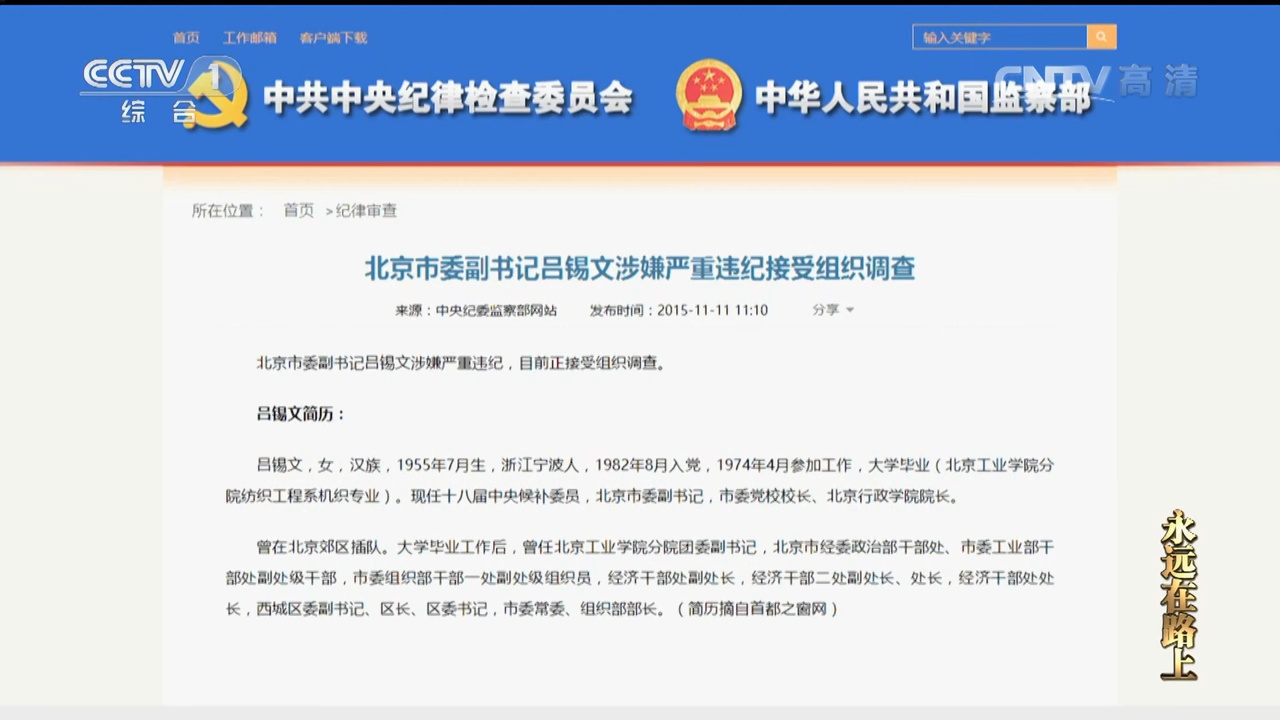 首页 工作邮箱 客户端下载
输入关键字
CCTV 1
综合
中共中央纪律检查委员会
中华人民共和国监察部
CNTV高清
所在位置： 首页 >纪律审查
北京市委副书记吕锡文涉嫌严重违纪接受组织调查
来源：中央纪委监察部网站 发布时间：2015-11-11 11:10 分享
北京市委副书记吕锡文涉嫌严重违纪，目前正接受组织调查。
吕锡文简历：
吕锡文，女，汉族，1955年7月生，浙江宁波人，1982年8月入党，1974年4月参加工作，大学毕业（北京工业学院分
院纺织工程系机织专业）。现任十八届中央候补委员，北京市委副书记，市委党校校长、北京行政学院院长。
曾在北京郊区插队。大学毕业工作后，曾任北京工业学院分院团委副书记，北京市经委政治部干部处、市委工业部干
部处副处级干部，市委组织部干部一处副处级组织员，经济干部处副处长，经济干部二处副处长、处长，经济干部处处
长，西城区委副书记、区长、区委书记，市委常委、组织部部长。（简历摘自首都之窗网）
永远在路上